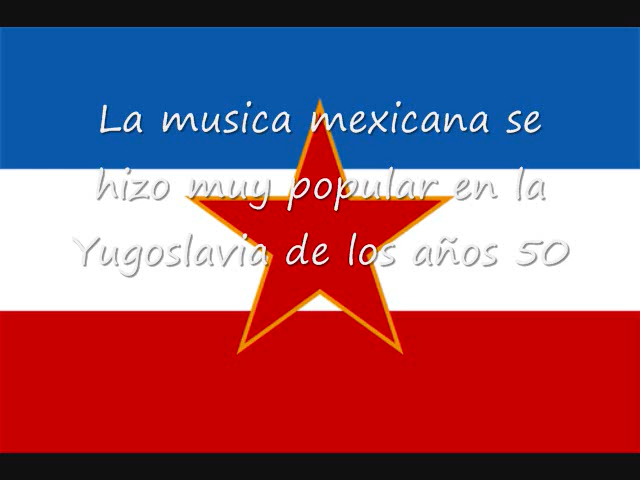 La musica mexicana se
hizo muy popular en la
Yugoslavia de los años 50